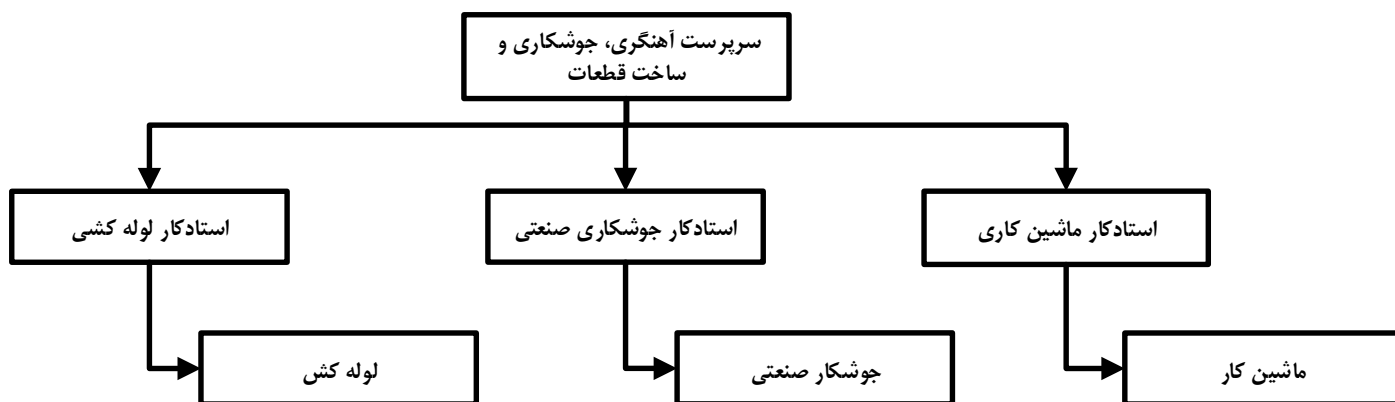 سرپرست آهنگری، جوشکاری و
ساخت قطعات
استادکار ماشین کاری
استادکار جوشکاری صنعتی
استادکار لوله کشی
ماشین کار
جوشکار صنعتی
لوله کش